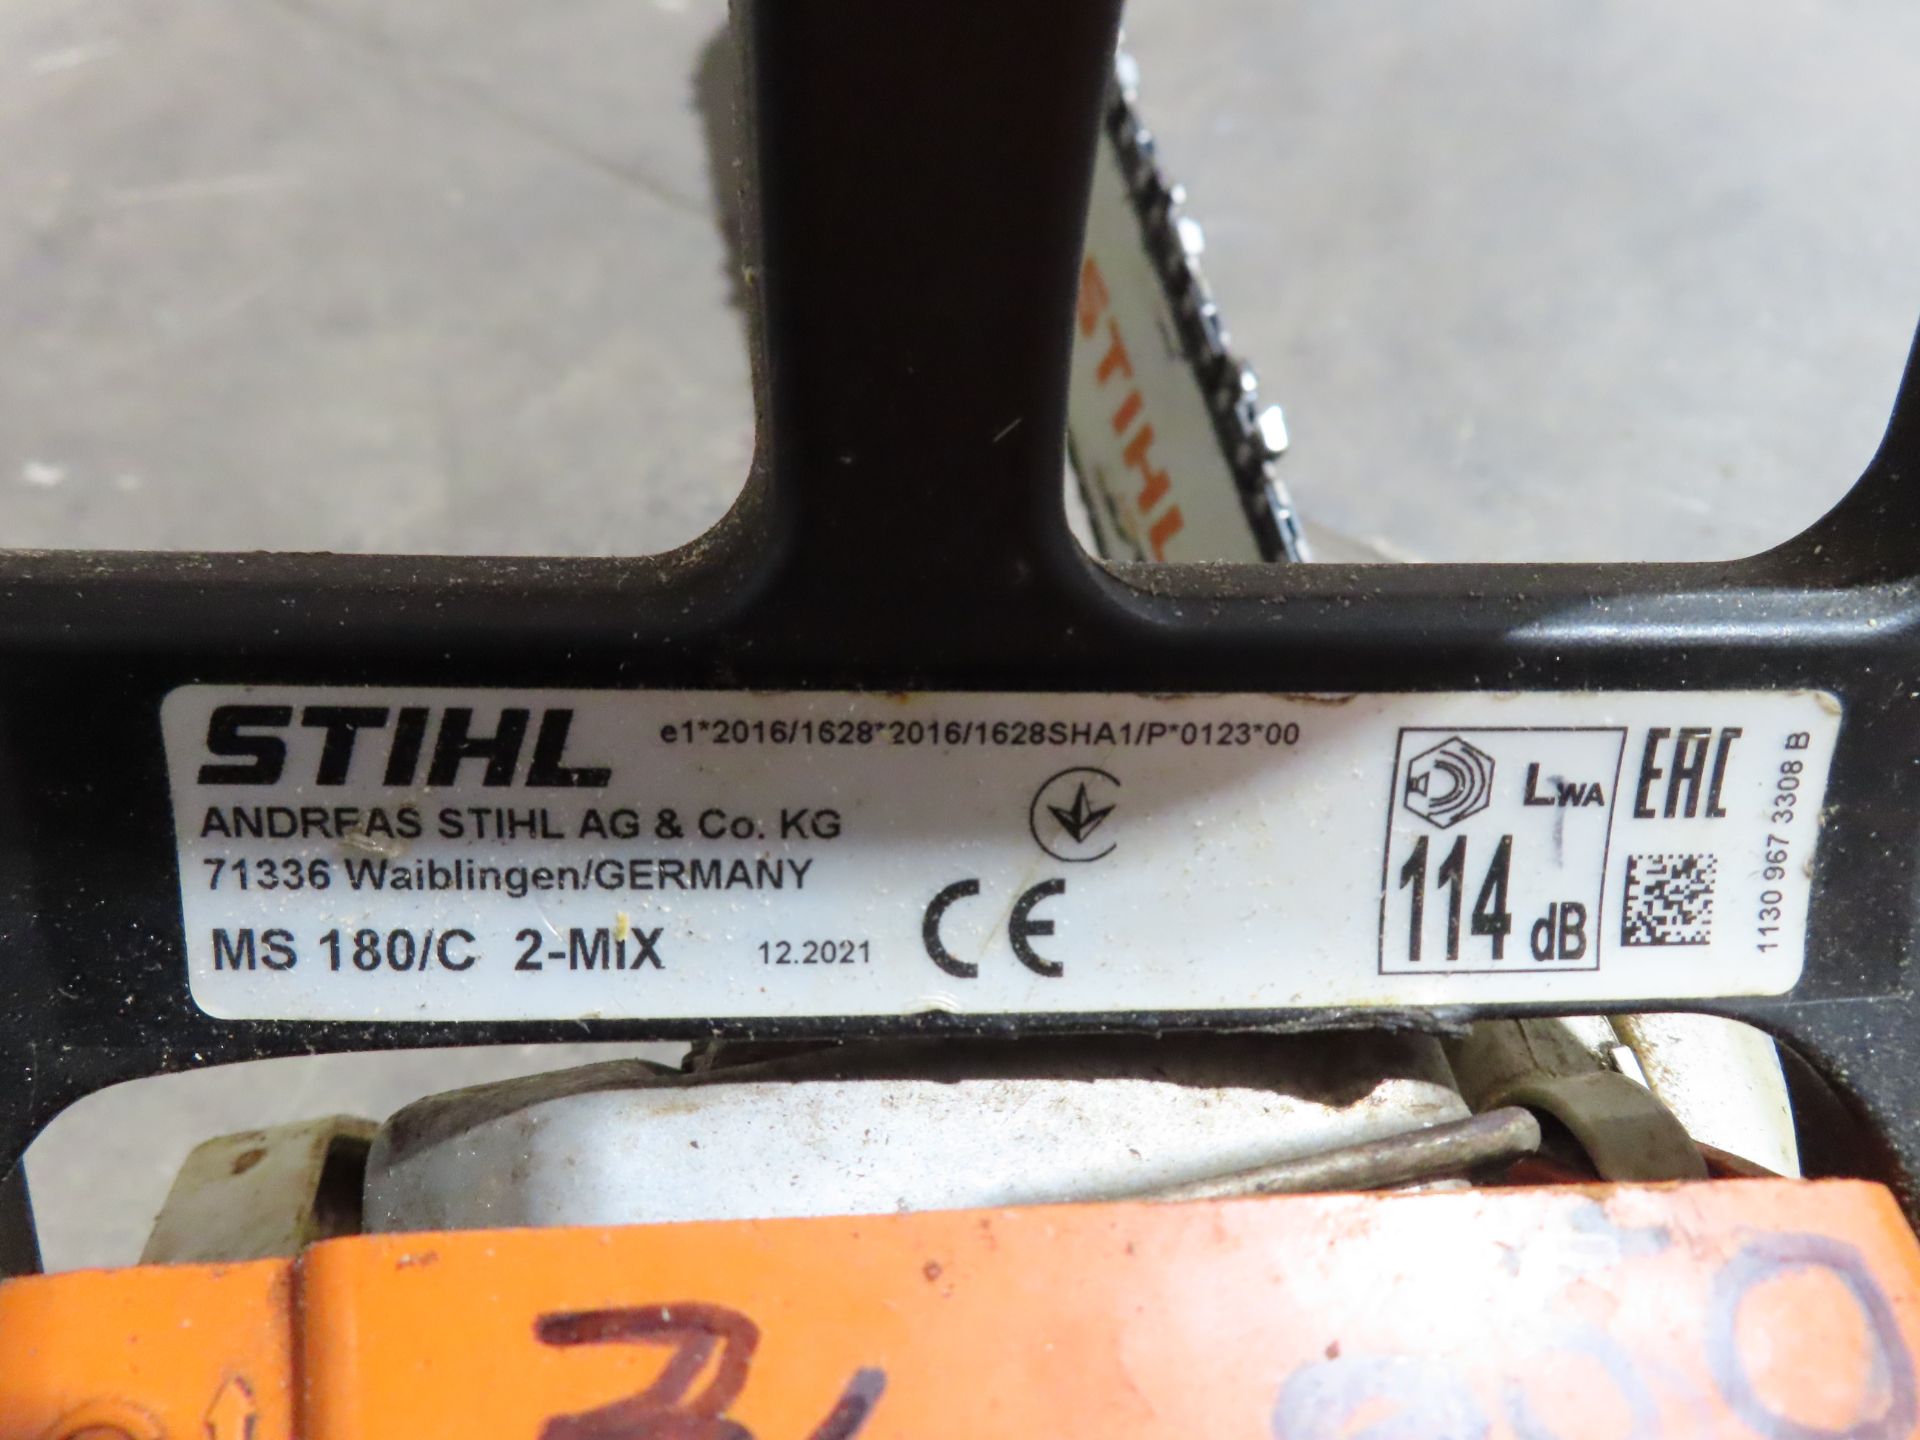 STIHL
STIHL
e1*2016/1628*2016/1628SHA1/P*0123*00
ANDREAS STIHL AG & Co. KG
71336 Waiblingen/GERMANY
MS 180/C 2-MIX
12.2021
CE
LWA
114 dB
EAC
1130 967 3308 B